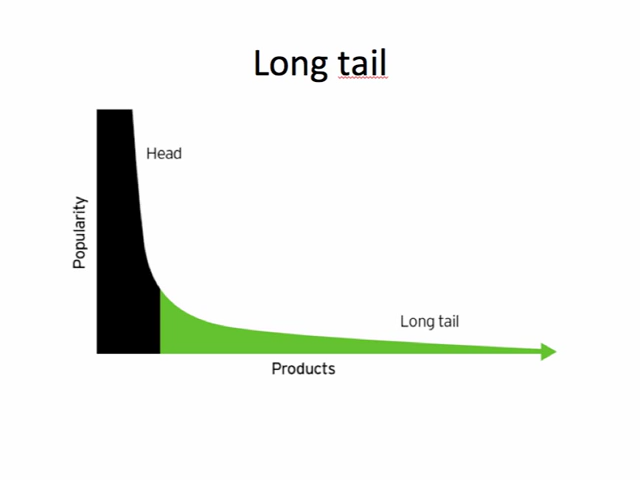 Long tail
Head
Popularity
Long tail
Products